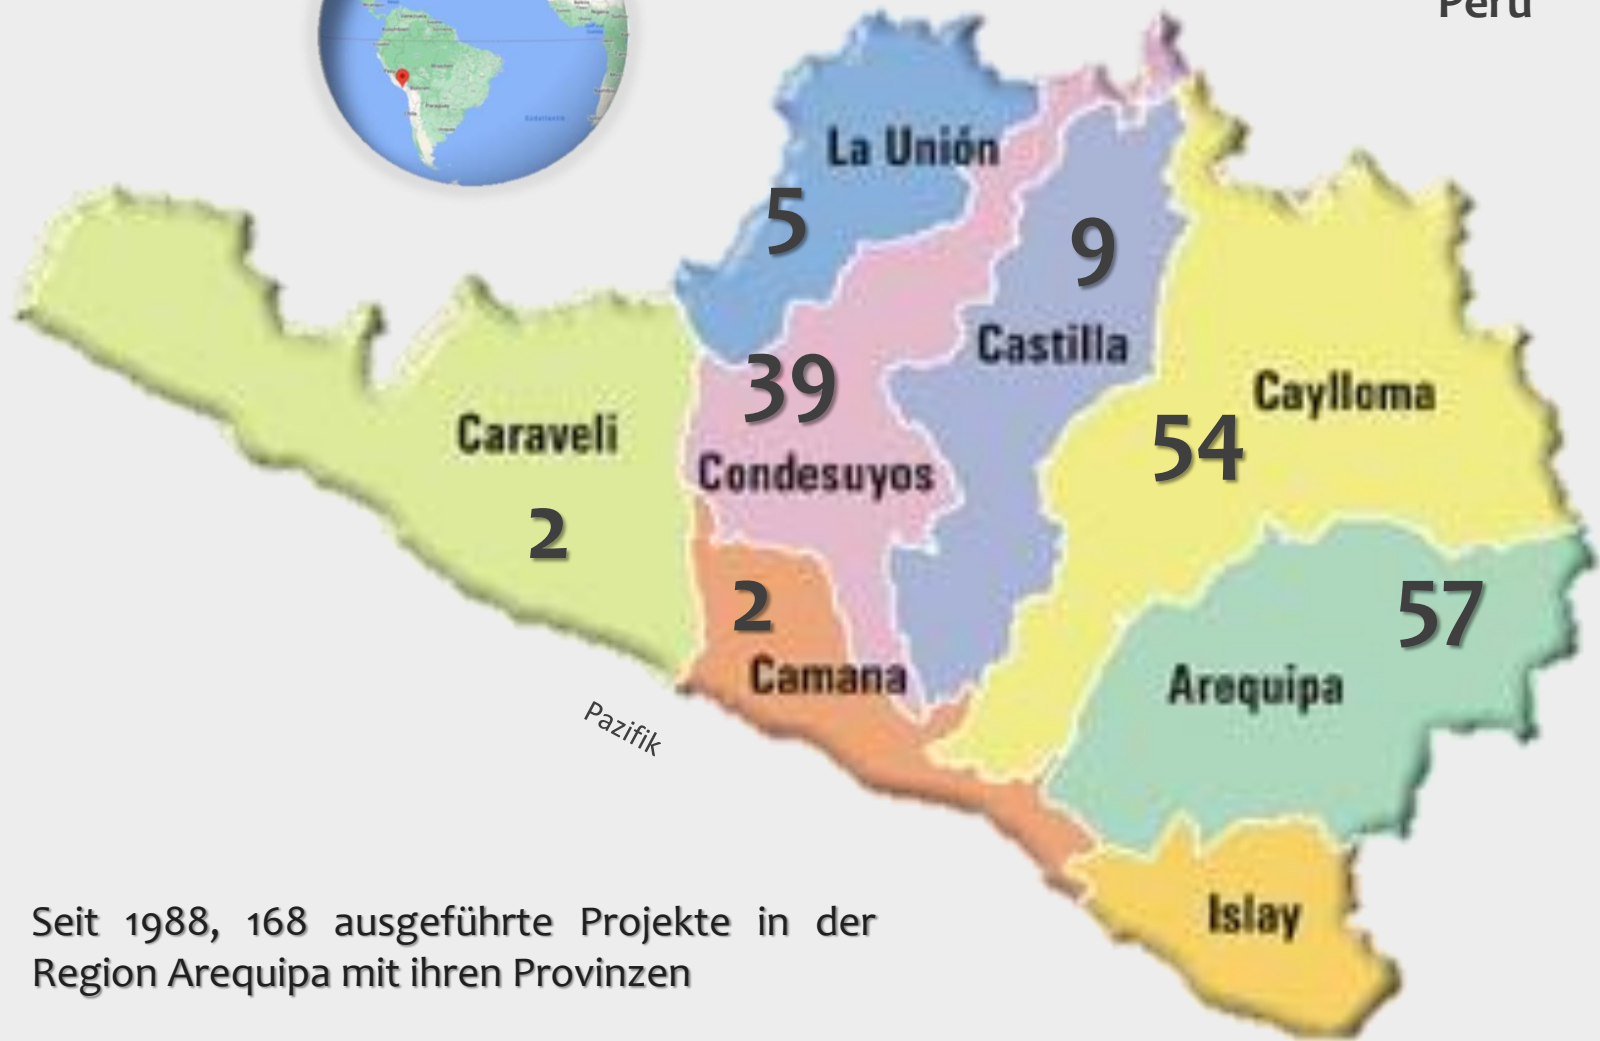 Peru
La Unión
5
9
Castilla
39
Caylloma
54
Caraveli
Condesuyos
2
2
57
Camana
Arequipa
Pazifik
Islay
Seit 1988, 168 ausgeführte Projekte in der
Region Arequipa mit ihren Provinzen